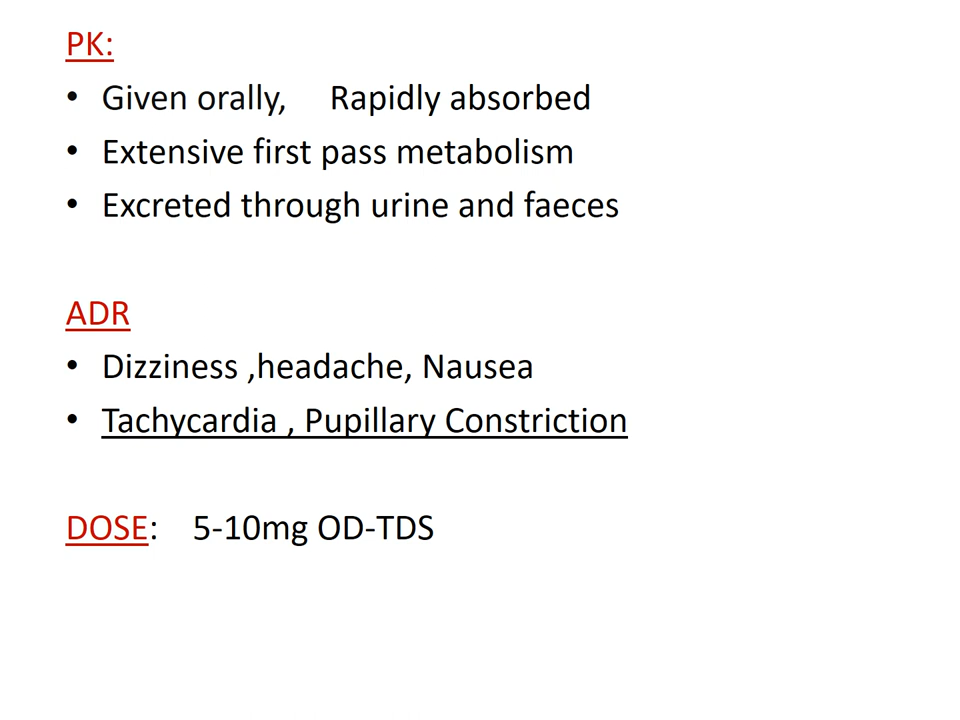 PK:
• Given orally, Rapidly absorbed
• Extensive first pass metabolism
• Excreted through urine and faeces
ADR
• Dizziness ,headache, Nausea
• Tachycardia , Pupillary Constriction
DOSE: 5-10mg OD-TDS